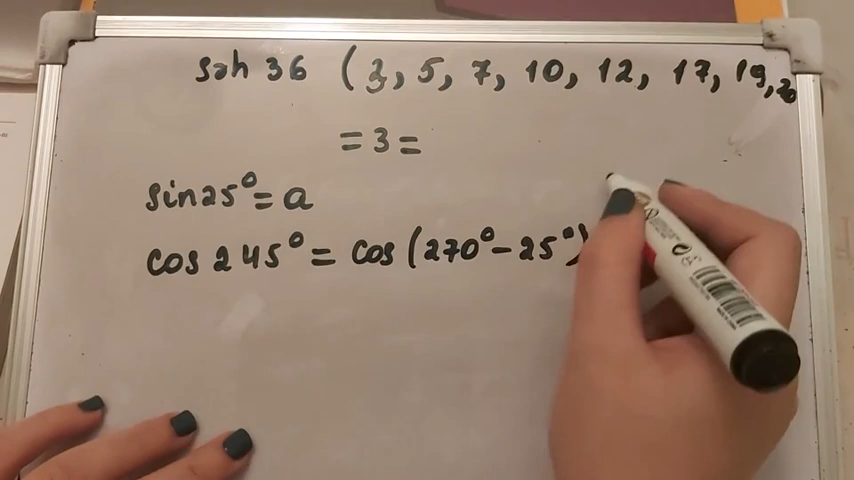 səh 36 (3, 5, 7, 10, 12, 17, 19, 20
= 3 =
sin25° = a
cos 245° = cos (270° - 25°)